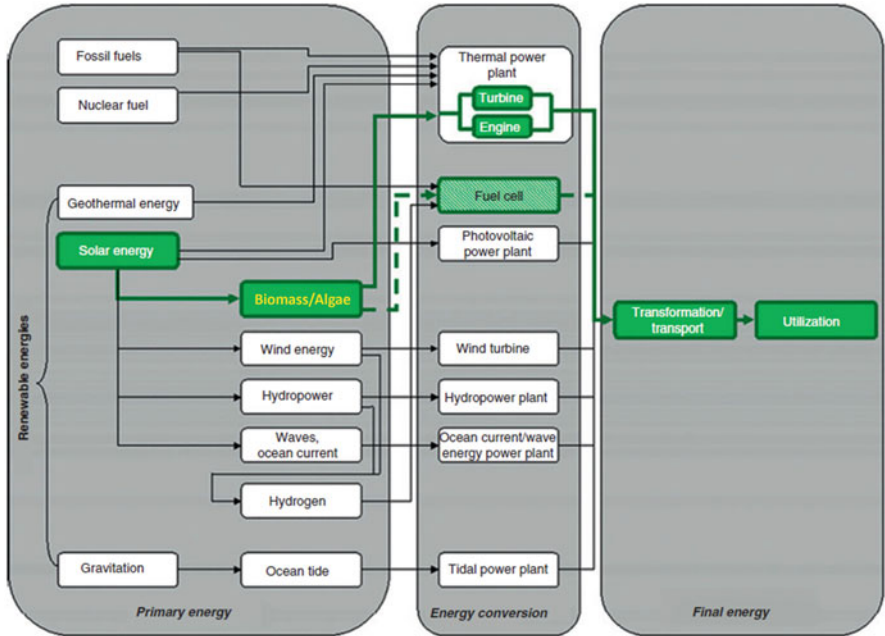 Fossil fuels
Nuclear fuel
Renewable energies
Geothermal energy
Solar energy
Biomass/Algae
Wind energy
Hydropower
Waves,
ocean current
Hydrogen
Gravitation
Ocean tide
Primary energy
Thermal power
plant
Turbine
Engine
Fuel cell
Photovoltaic
power plant
Wind turbine
Hydropower plant
Ocean current/wave
energy power plant
Tidal power plant
Energy conversion
Transformation/
transport
Utilization
Final energy